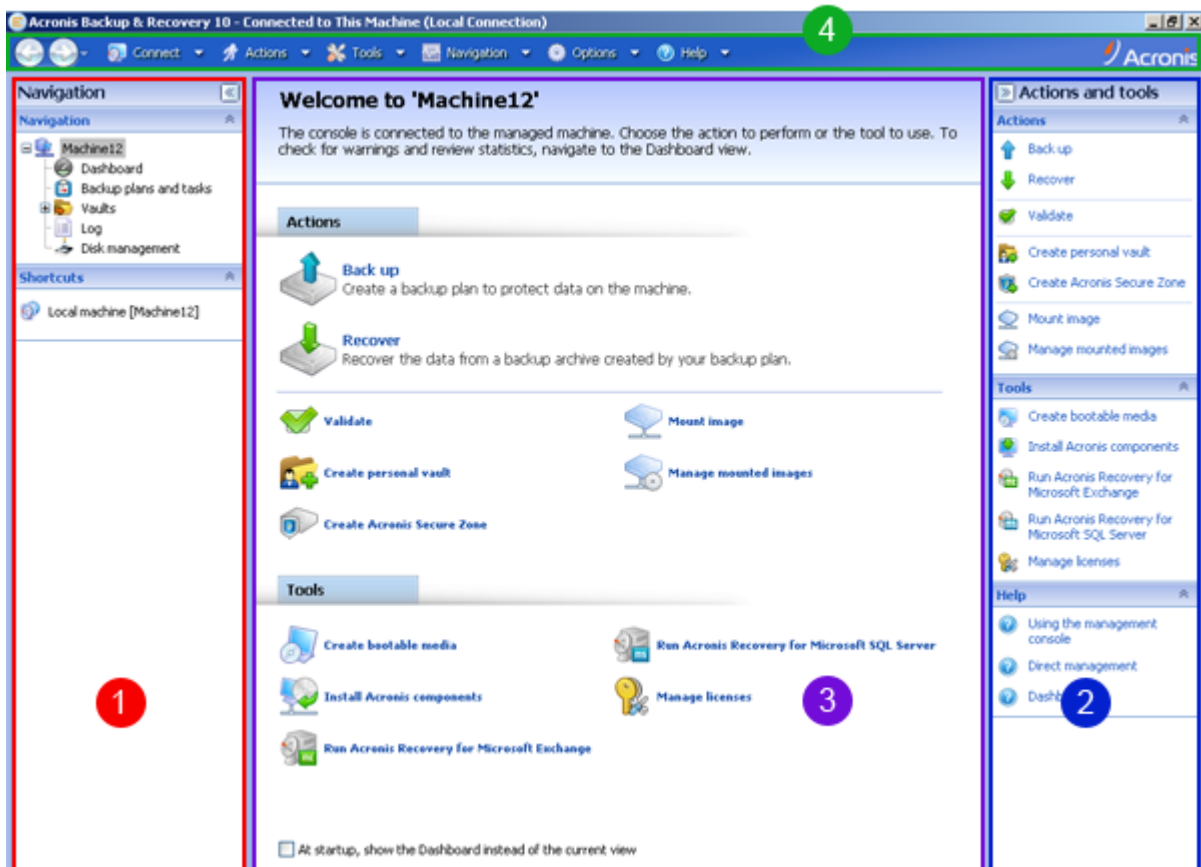 Acronis Backup & Recovery 10 - Connected to This Machine (Local Connection)
4
Connect
Actions
Tools
Navigation
Options
Help
Acronis
Navigation
Navigation
Machine12
Dashboard
Backup plans and tasks
Vaults
Log
Disk management
Shortcuts
Local machine [Machine12]
1
Welcome to 'Machine12'
The console is connected to the managed machine. Choose the action to perform or the tool to use. To
check for warnings and review statistics, navigate to the Dashboard view.
Actions
Back up
Create a backup plan to protect data on the machine.
Recover
Recover the data from a backup archive created by your backup plan.
Validate
Mount image
Create personal vault
Manage mounted images
Create Acronis Secure Zone
Tools
Create bootable media
Run Acronis Recovery for Microsoft SQL Server
Install Acronis components
Manage licenses
3
Run Acronis Recovery for Microsoft Exchange
At startup, show the Dashboard instead of the current view
Actions and tools
Actions
Back up
Recover
Validate
Create personal vault
Create Acronis Secure Zone
Mount image
Manage mounted images
Tools
Create bootable media
Install Acronis components
Run Acronis Recovery for
Microsoft Exchange
Run Acronis Recovery for
Microsoft SQL Server
Manage licenses
Help
Using the management
console
Direct management
2